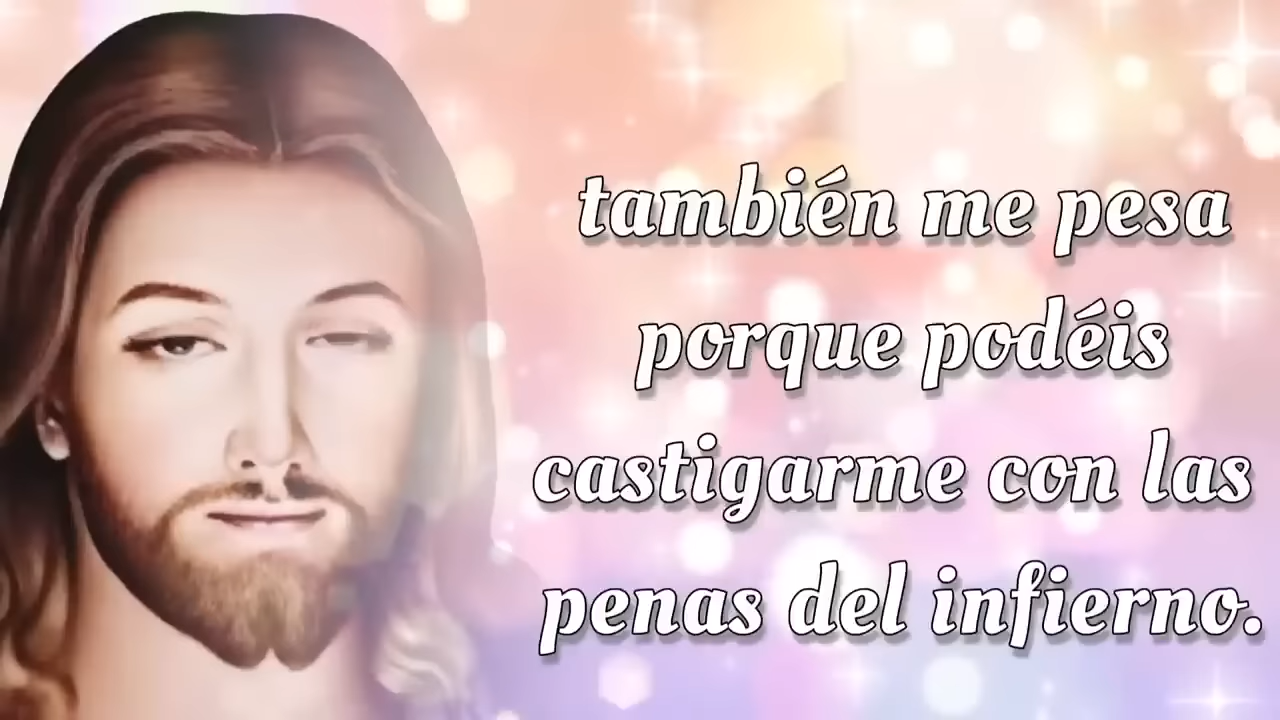 también me pesa
porque podéis
castigarme con las
penas del infierno.